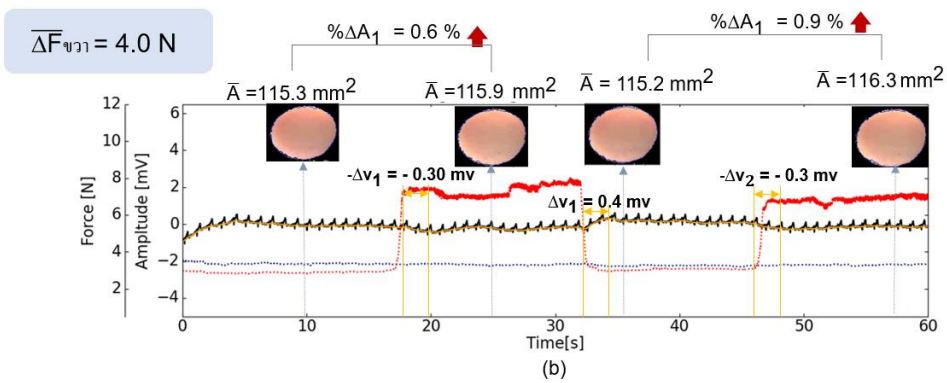 ΔF̅ขวา = 4.0 N
%ΔA₁ = 0.6 %
%ΔA₁ = 0.9 %
A̅ =115.3 mm²
A̅ =115.9 mm²
A̅ =115.2 mm²
A̅ =116.3 mm²
Force [N]
12
10
8
6
4
2
Amplitude [mV]
6
4
2
0
−2
−4
-Δv₁ = - 0.30 mv
Δv₁ = 0.4 mv
-Δv₂ = - 0.3 mv
0 10 20 30 40 50 60
Time[s]
(b)